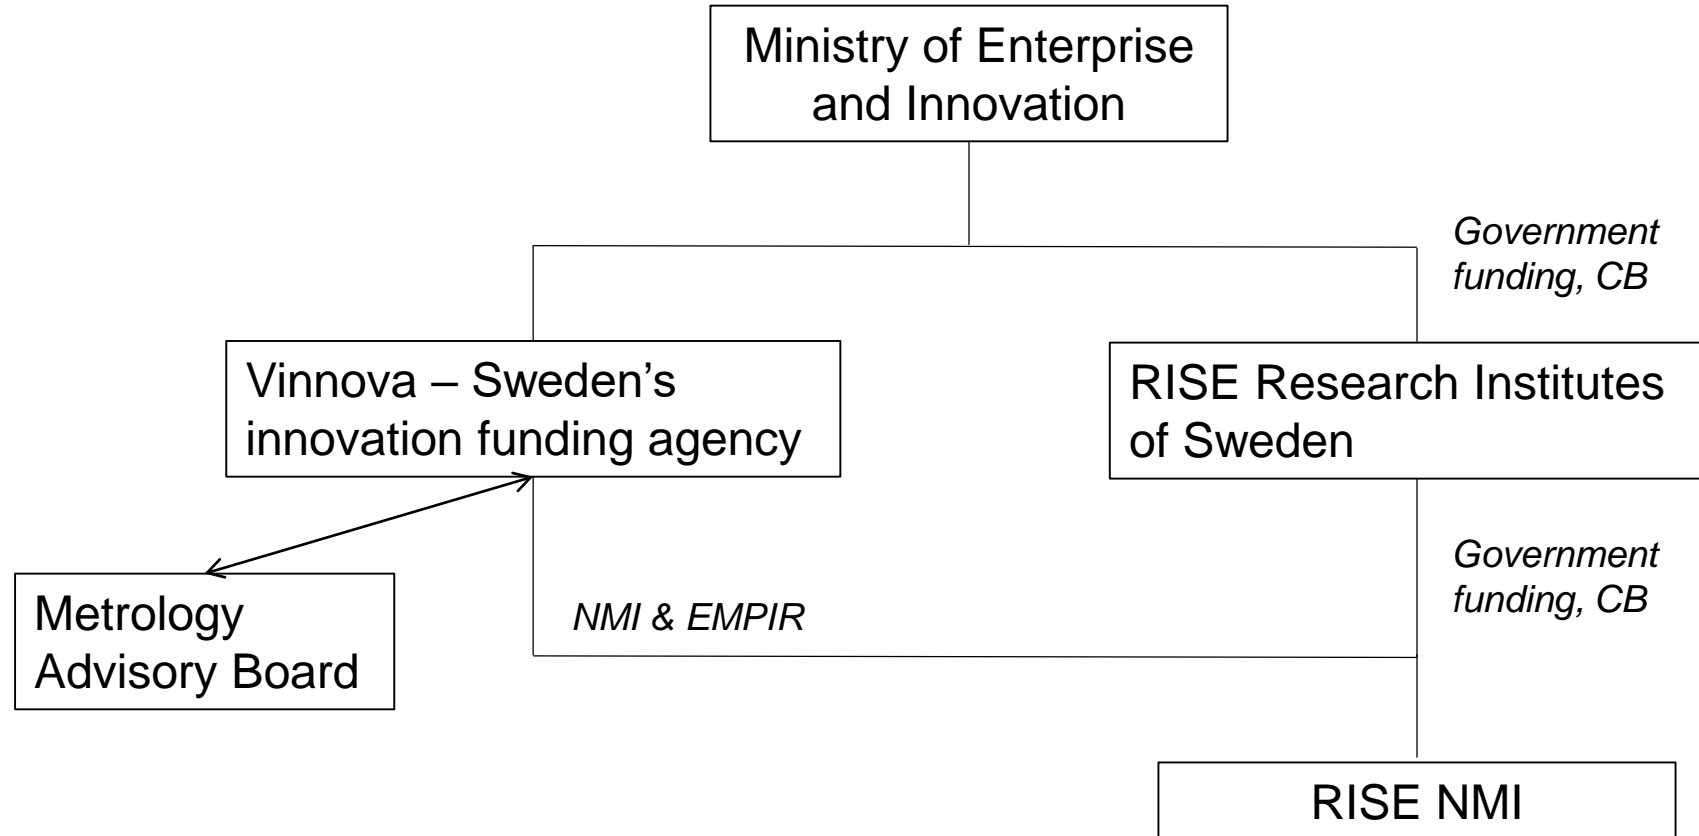 Ministry of Enterprise
and Innovation
Government
funding, CB
Vinnova – Sweden’s
innovation funding agency
RISE Research Institutes
of Sweden
Metrology
Advisory Board
NMI & EMPIR
Government
funding, CB
RISE NMI